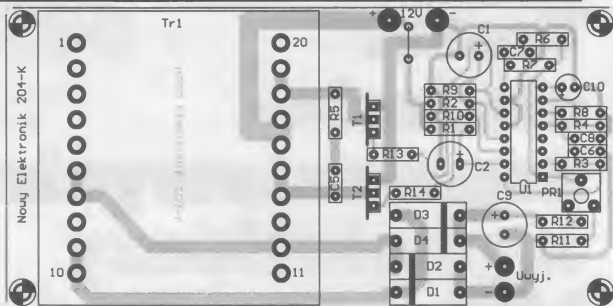 Tr1
1
20
10
11
Nowy Elektronik 204-K
+
12V
-
C1
R6
C7
R7
C10
R9
R2
R10
R1
R8
R4
C8
C6
R3
R5
T1
R13
C2
U1
PR1
C5
T2
R14
C9
D3
D4
D2
D1
R12
R11
+
Uwyj.
-